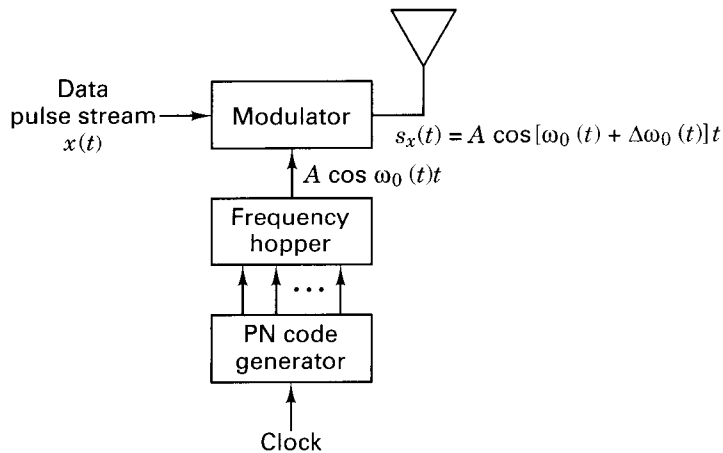 Data
pulse stream
x(t)
Modulator
s_x(t) = A cos [ω_0 (t) + Δω_0 (t)]t
A cos ω_0 (t)t
Frequency
hopper
...
PN code
generator
Clock